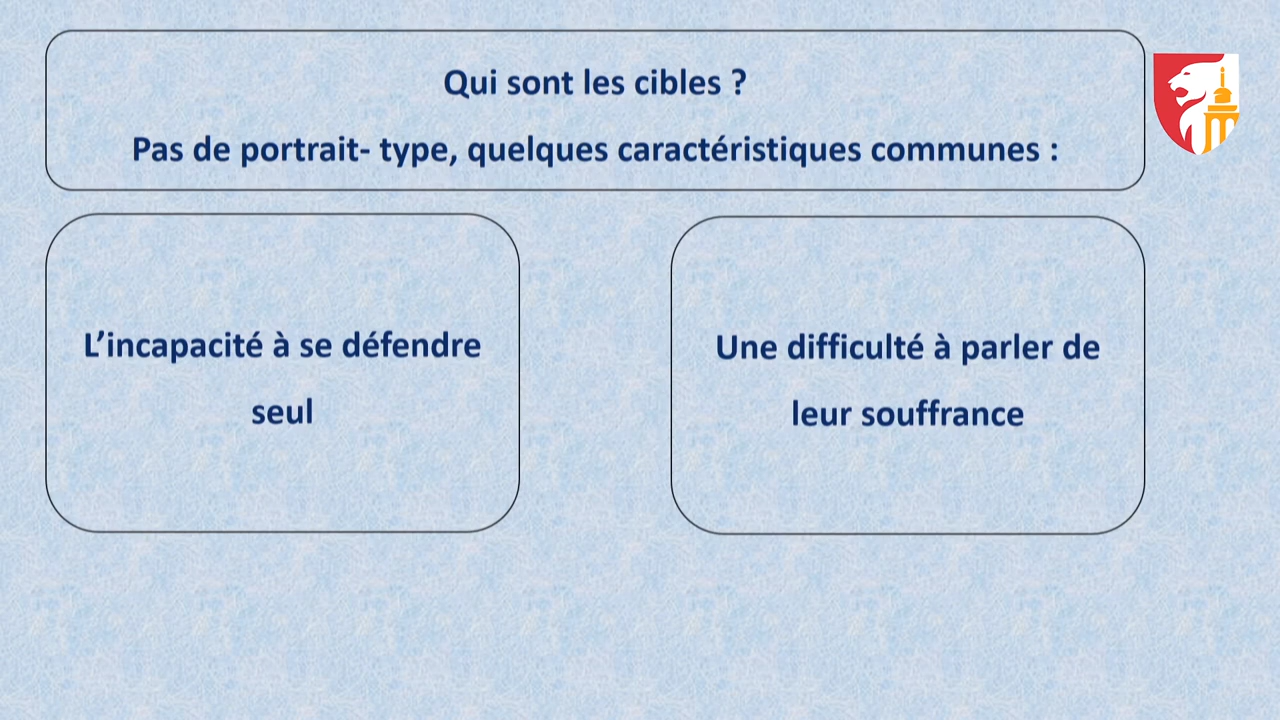 Qui sont les cibles ?
Pas de portrait- type, quelques caractéristiques communes :
L’incapacité à se défendre
seul
Une difficulté à parler de
leur souffrance